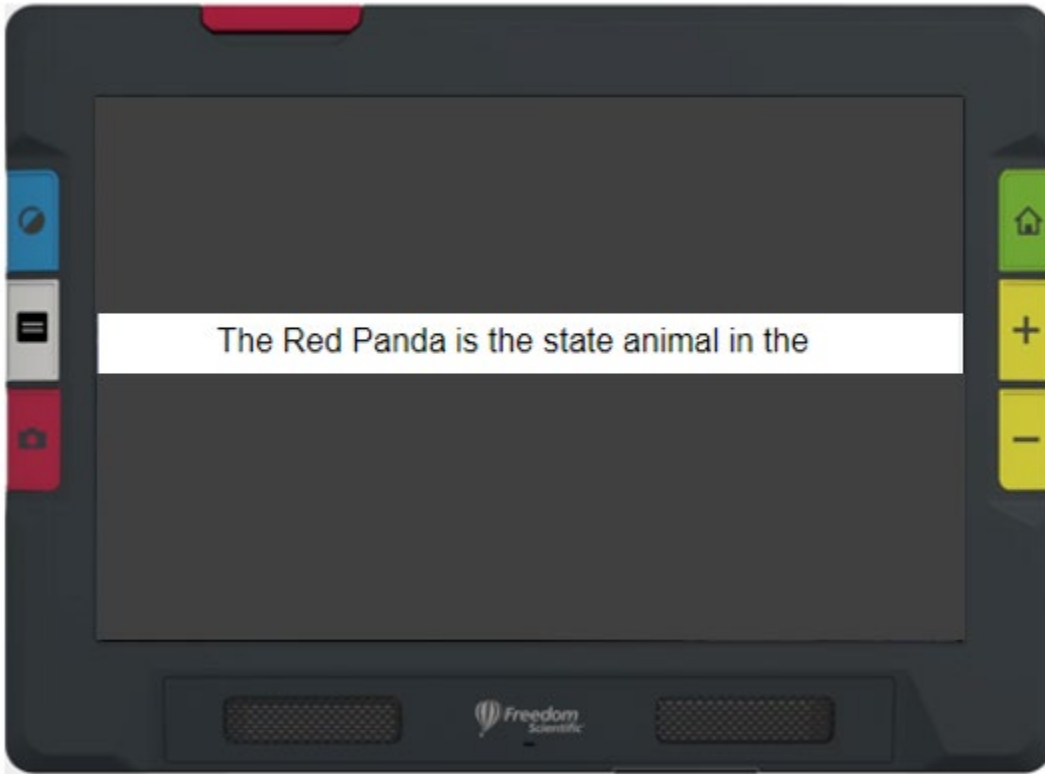 The Red Panda is the state animal in the
Freedom
Scientific